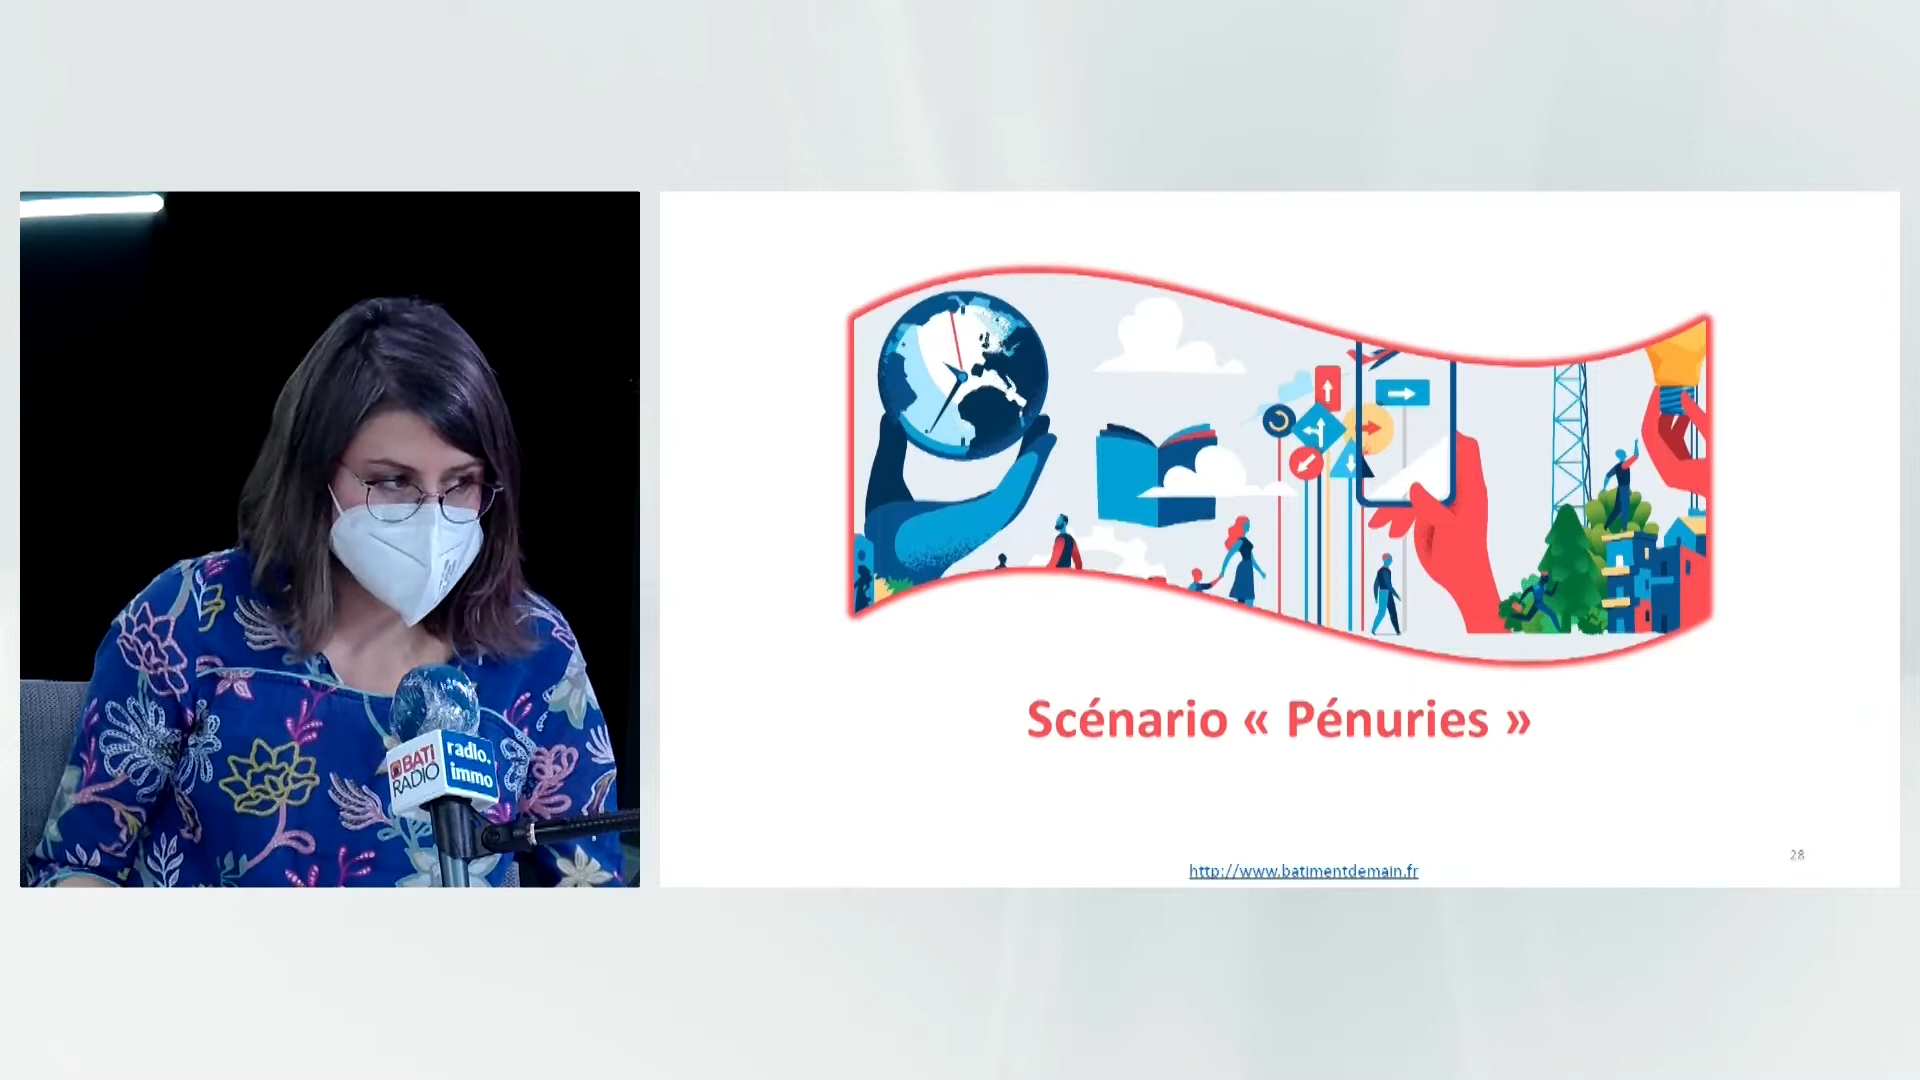 BATI
RADIO
radio.
immo
Scénario « Pénuries »
28
http://www.batimentdemain.fr